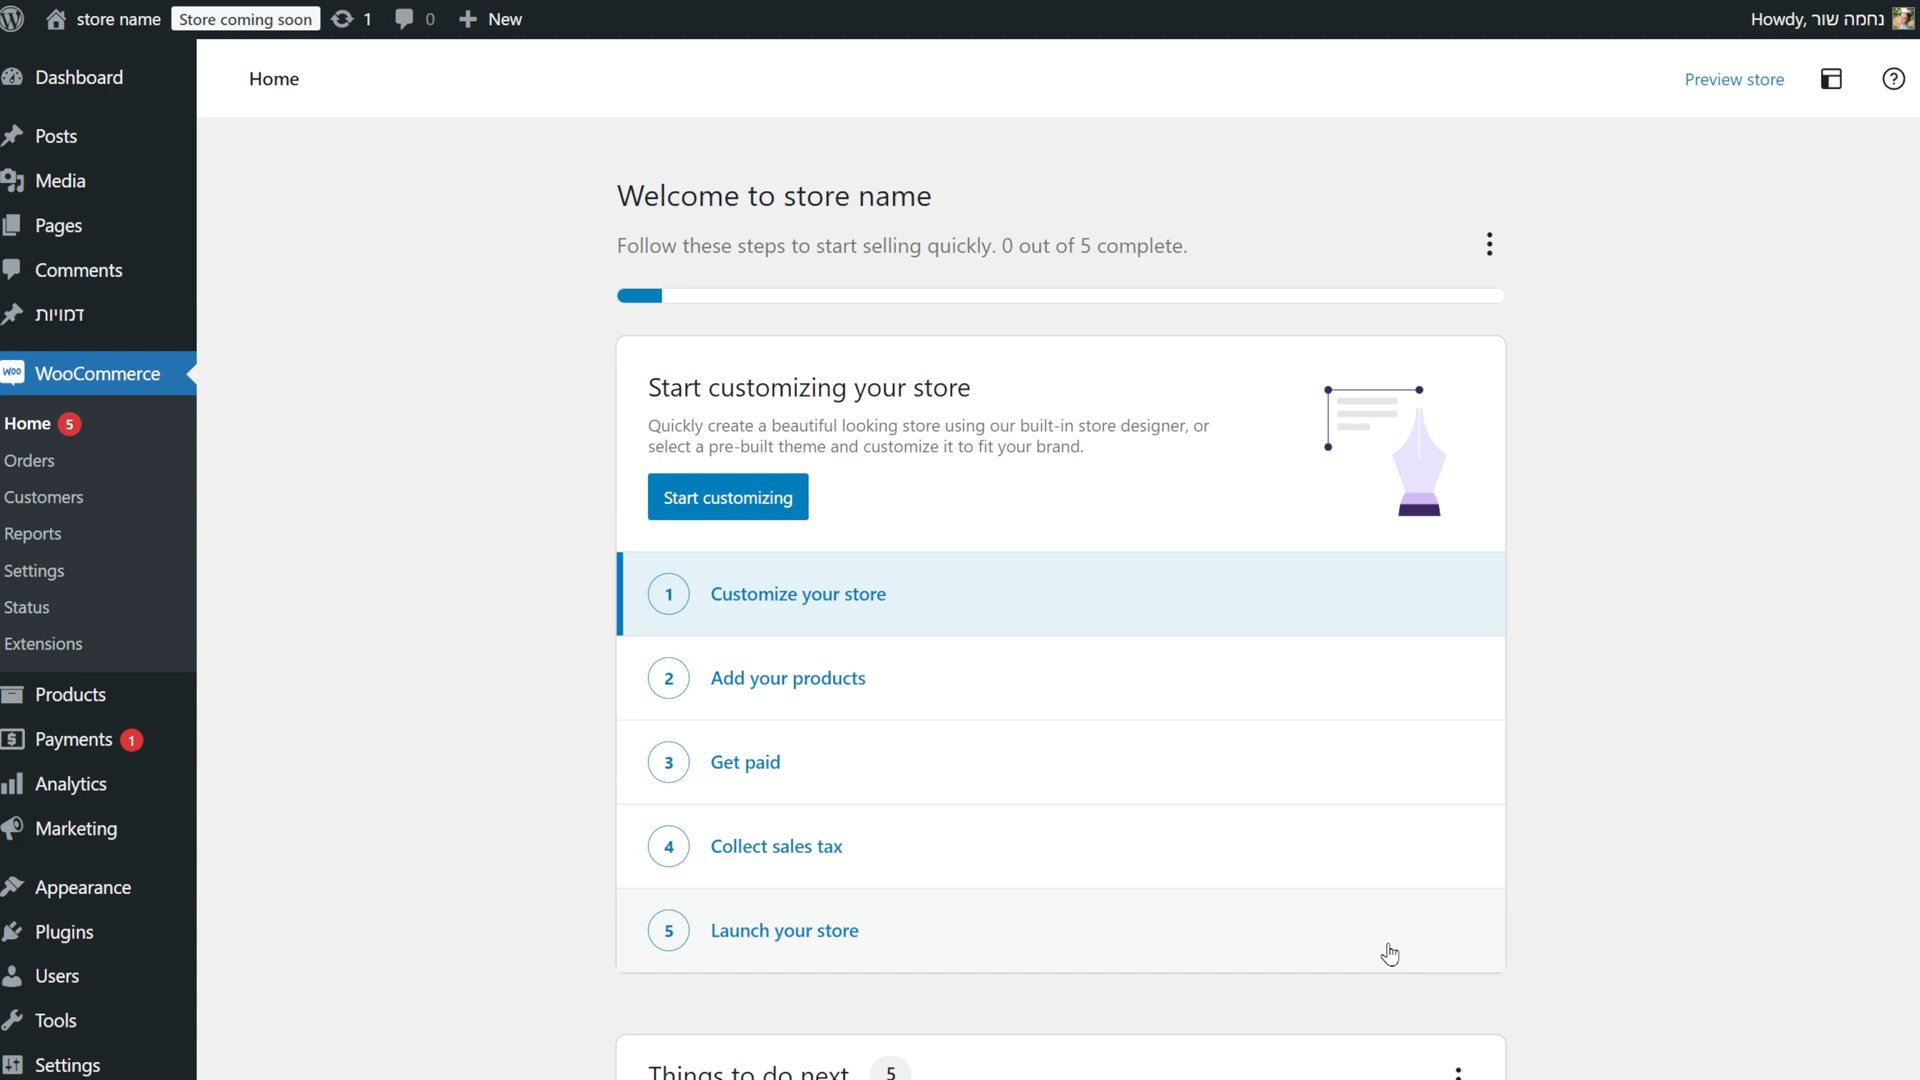 store name Store coming soon 1 0 New
Howdy, נחמה שור
Dashboard
Posts
Media
Pages
Comments
דמויות
WooCommerce
Home 5
Orders
Customers
Reports
Settings
Status
Extensions
Products
Payments 1
Analytics
Marketing
Appearance
Plugins
Users
Tools
Settings
Home
Preview store
Welcome to store name
Follow these steps to start selling quickly. 0 out of 5 complete.
Start customizing your store
Quickly create a beautiful looking store using our built-in store designer, or
select a pre-built theme and customize it to fit your brand.
Start customizing
1 Customize your store
2 Add your products
3 Get paid
4 Collect sales tax
5 Launch your store
Things to do next 5